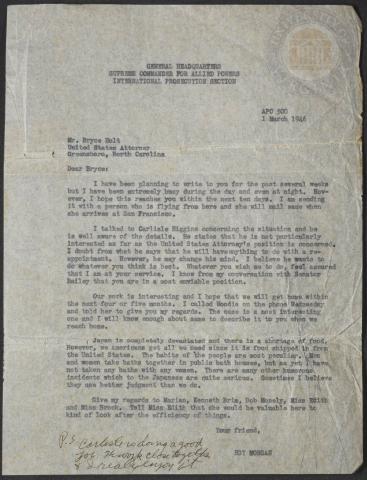 GENERAL HEADQUARTERS
SUPREME COMMANDER FOR ALLIED POWERS
INTERNATIONAL PROSECUTION SECTION
APO 500
1 March 1946
Mr. Bryce Holt
United States Attorney
Greensboro, North Carolina
Dear Bryce:
I have been planning to write to you for the past several weeks
but I have been extremely busy during the day and even at night. How-
ever, I hope this reaches you within the next ten days. I am sending
it with a person who is flying from here and she will mail same when
she arrives at San Francisco.
I talked to Carlisle Higgins concerning the situation and he
is well aware of the details. He states that he is not particularly
interested as far as the United States Attorney's position is concerned.
I doubt from what he says that he will have anything to do with a re-
appointment. However, he may change his mind. I believe he wants to
do whatever you think is best. Whatever you wish me to do, feel assured
that I am at your service. I know from my conversation with Senator
Bailey that you are in a most enviable position.
Our work is interesting and I hope that we will get home within
the next four or five months. I called Woodie on the phone Wednesday
and told her to give you my regards. The case is a most interesting
one and I will know enough about same to describe it to you when we
reach home.
Japan is completely devastated and there is a shortage of food.
However, we americans get all we need since it is food shipped in from
the United States. The habits of the people are most peculiar. Men
and women take baths together in public bath houses, but as yet I have
not taken any baths with any women. There are many other humorous
incidents which to the Japanese are quite serious. Sometimes I believe
they use better judgment than we do.
Give my regards to Marian, Kenneth Brim, Bob Mosely, Miss Edith
and Miss Brock. Tell Miss Edith that she would be valuable here to
kind of look after the efficiency of things.
Your friend,
ROY MORGAN
P.S. Carlisle is doing a good
job. We work close together
& I really enjoy it